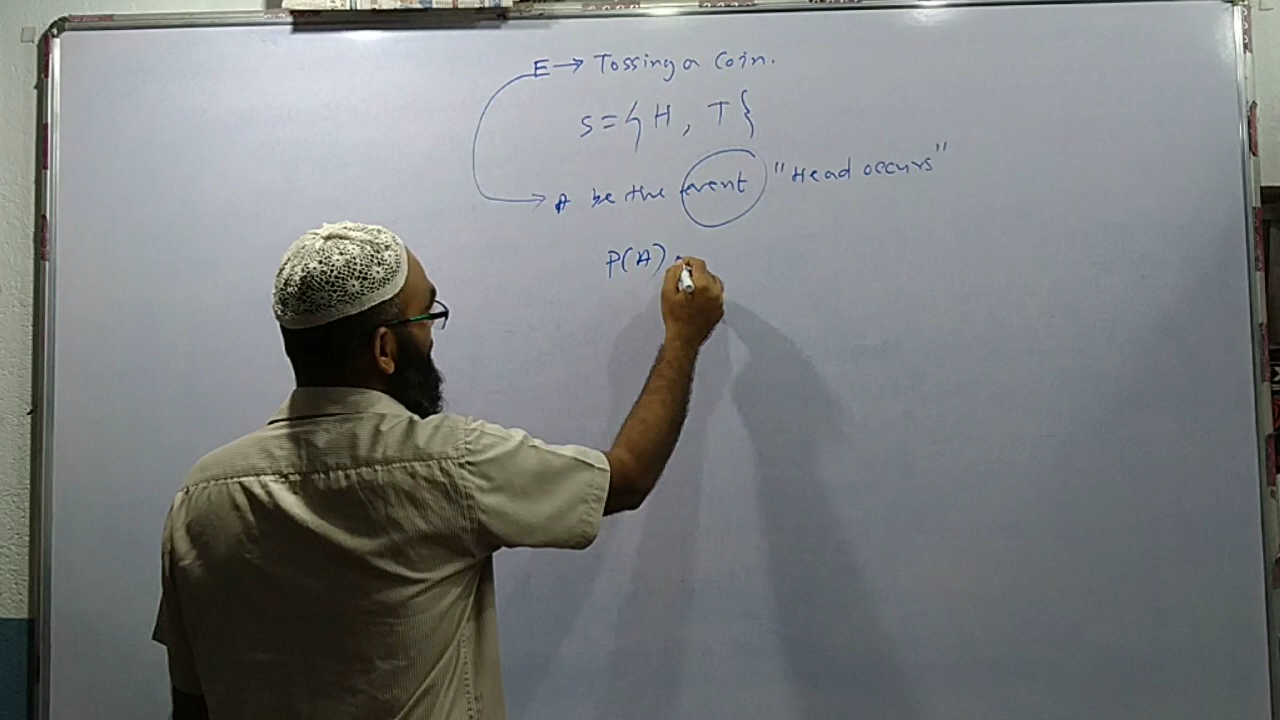 E → Tossing a Coin.
S = { H, T }
A be the event "Head occurs"
P(A)